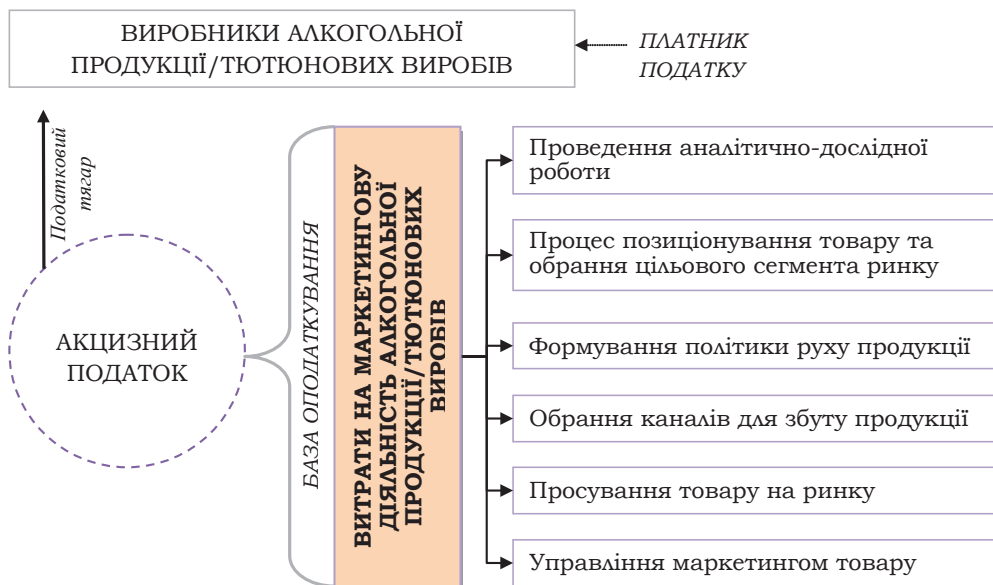 ВИРОБНИКИ АЛКОГОЛЬНОЇ
ПРОДУКЦІЇ/ТЮТЮНОВИХ ВИРОБІВ
ПЛАТНИК
ПОДАТКУ
Податковий
тягар
АКЦИЗНИЙ
ПОДАТОК
БАЗА ОПОДАТКУВАННЯ
ВИТРАТИ НА МАРКЕТИНГОВУ
ДІЯЛЬНІСТЬ АЛКОГОЛЬНОЇ
ПРОДУКЦІЇ/ТЮТЮНОВИХ
ВИРОБІВ
Проведення аналітично-дослідної
роботи
Процес позиціонування товару та
обрання цільового сегмента ринку
Формування політики руху продукції
Обрання каналів для збуту продукції
Просування товару на ринку
Управління маркетингом товару